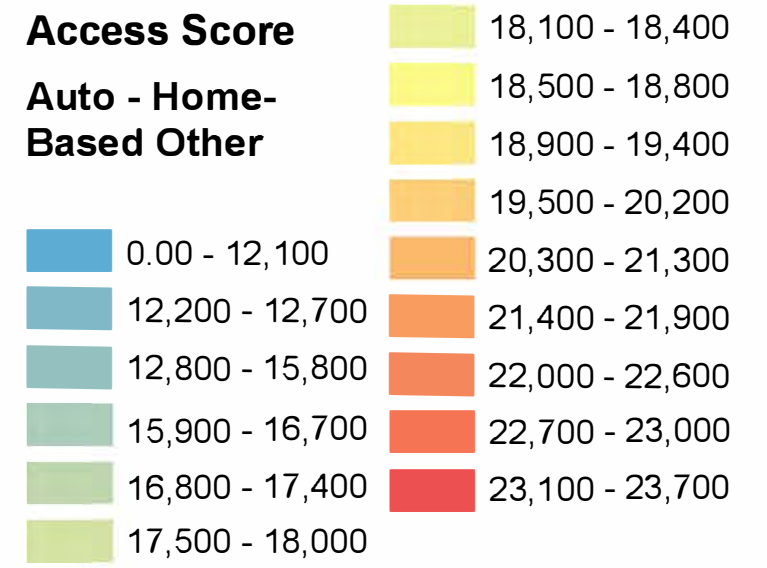 Access Score
Auto - Home-
Based Other
0.00 - 12,100
12,200 - 12,700
12,800 - 15,800
15,900 - 16,700
16,800 - 17,400
17,500 - 18,000
18,100 - 18,400
18,500 - 18,800
18,900 - 19,400
19,500 - 20,200
20,300 - 21,300
21,400 - 21,900
22,000 - 22,600
22,700 - 23,000
23,100 - 23,700